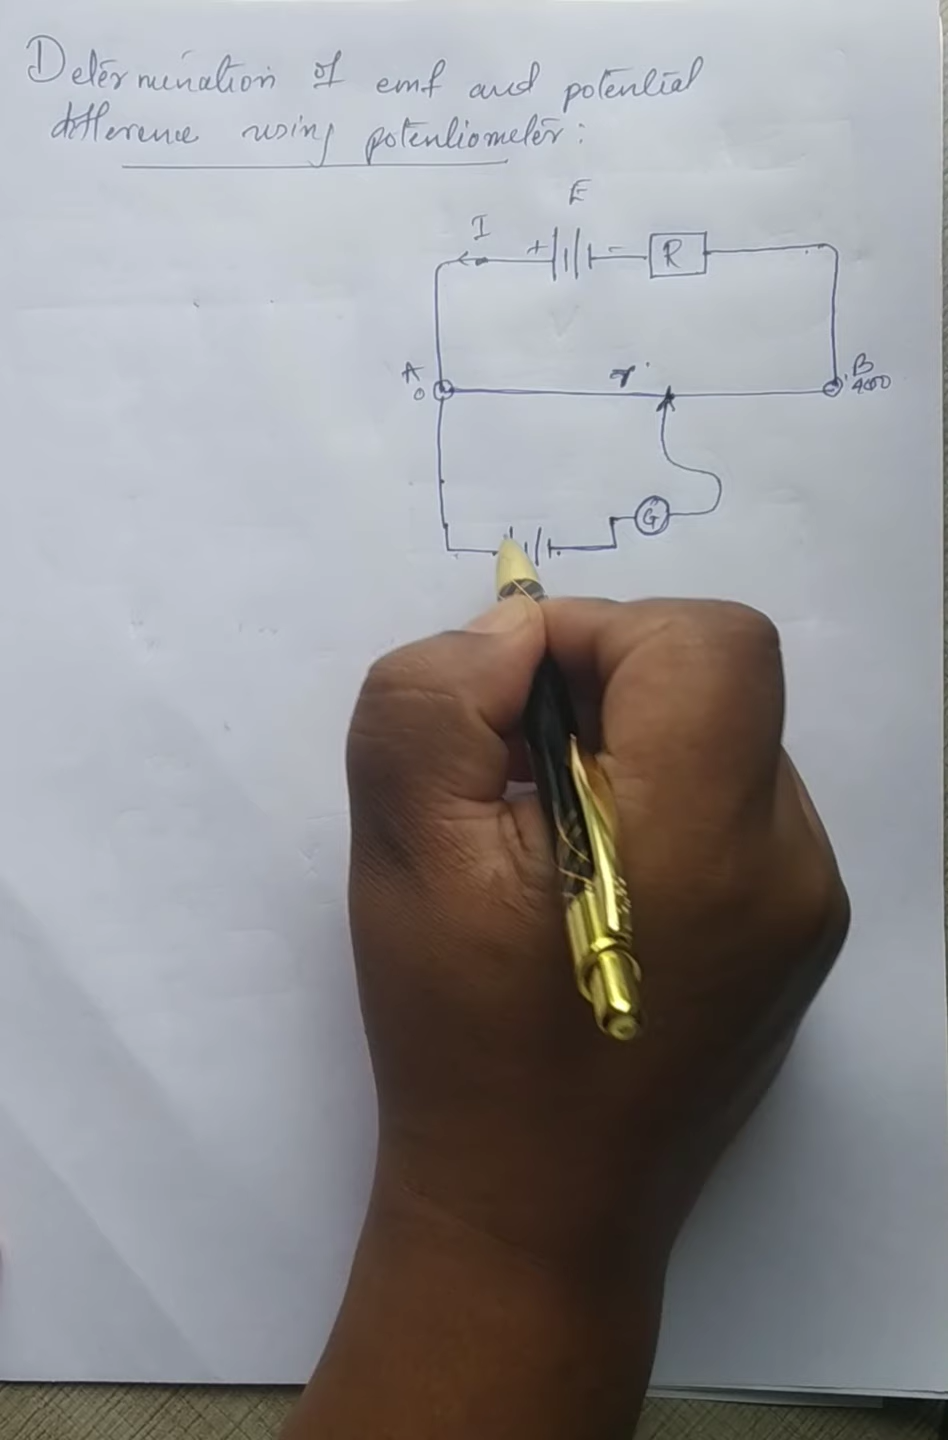 Determination of emf and potential
difference using potentiometer:
E
I
+ -
R
A
0
r
B
400
G